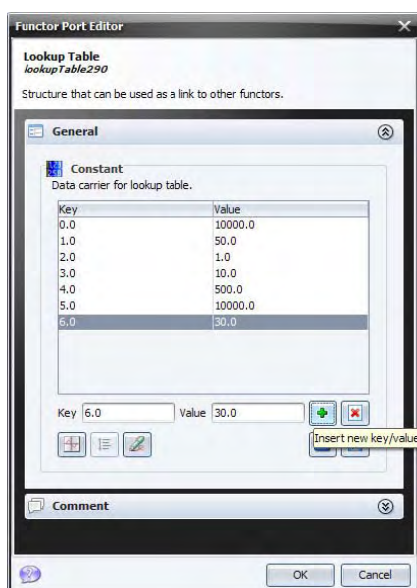 Functor Port Editor
Lookup Table
lookupTable290
Structure that can be used as a link to other functors.
General
Constant
Data carrier for lookup table.
Key Value
0.0 10000.0
1.0 50.0
2.0 1.0
3.0 10.0
4.0 500.0
5.0 10000.0
6.0 30.0
Key 6.0 Value 30.0
Insert new key/value
Comment
OK Cancel